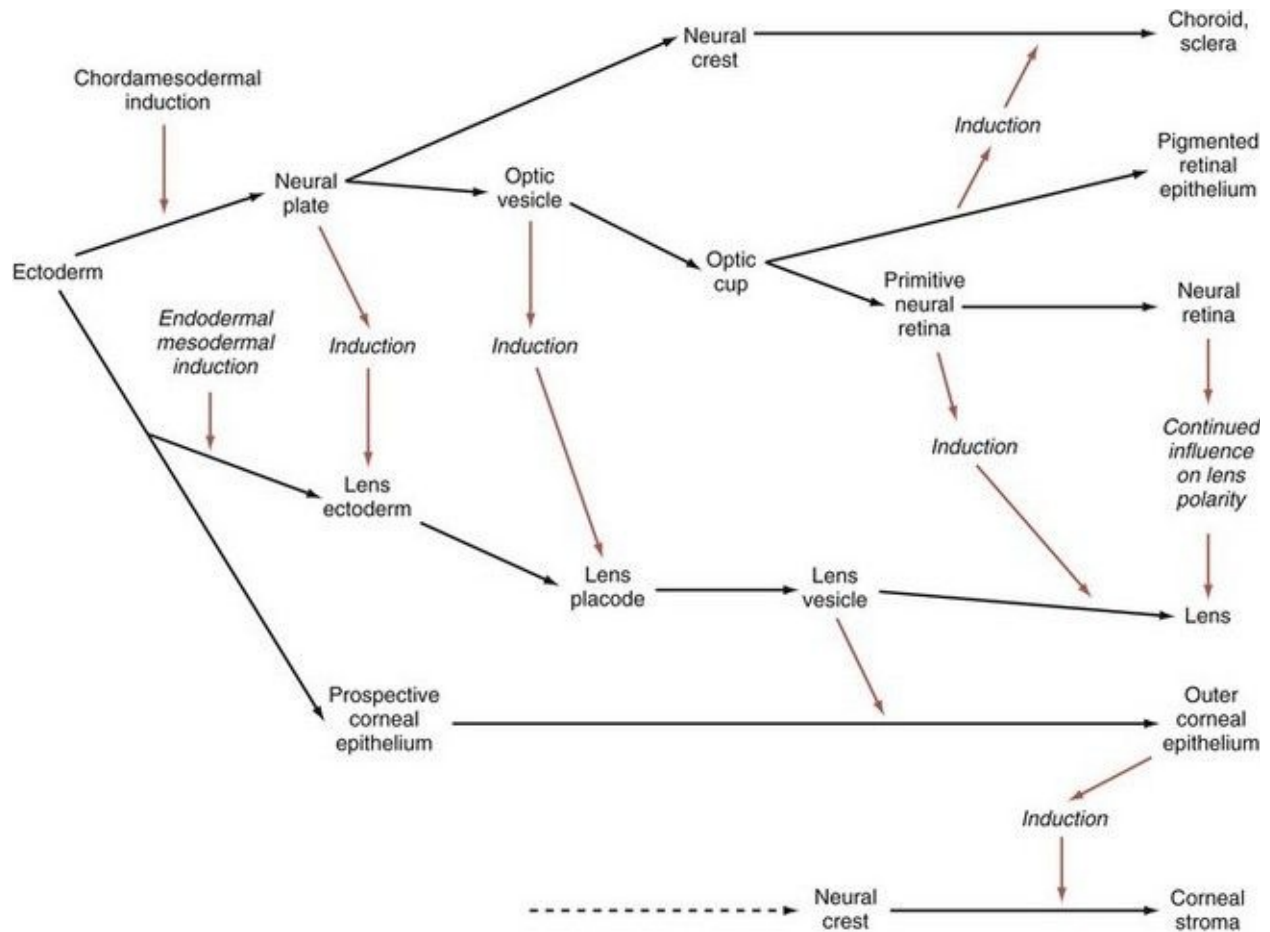 Neural
crest
Choroid,
sclera
Chordamesodermal
induction
Induction
Pigmented
retinal
epithelium
Neural
plate
Optic
vesicle
Ectoderm
Optic
cup
Primitive
neural
retina
Neural
retina
Endodermal
mesodermal
induction
Induction
Induction
Induction
Continued
influence
on lens
polarity
Lens
ectoderm
Lens
placode
Lens
vesicle
Lens
Prospective
corneal
epithelium
Outer
corneal
epithelium
Induction
Neural
crest
Corneal
stroma